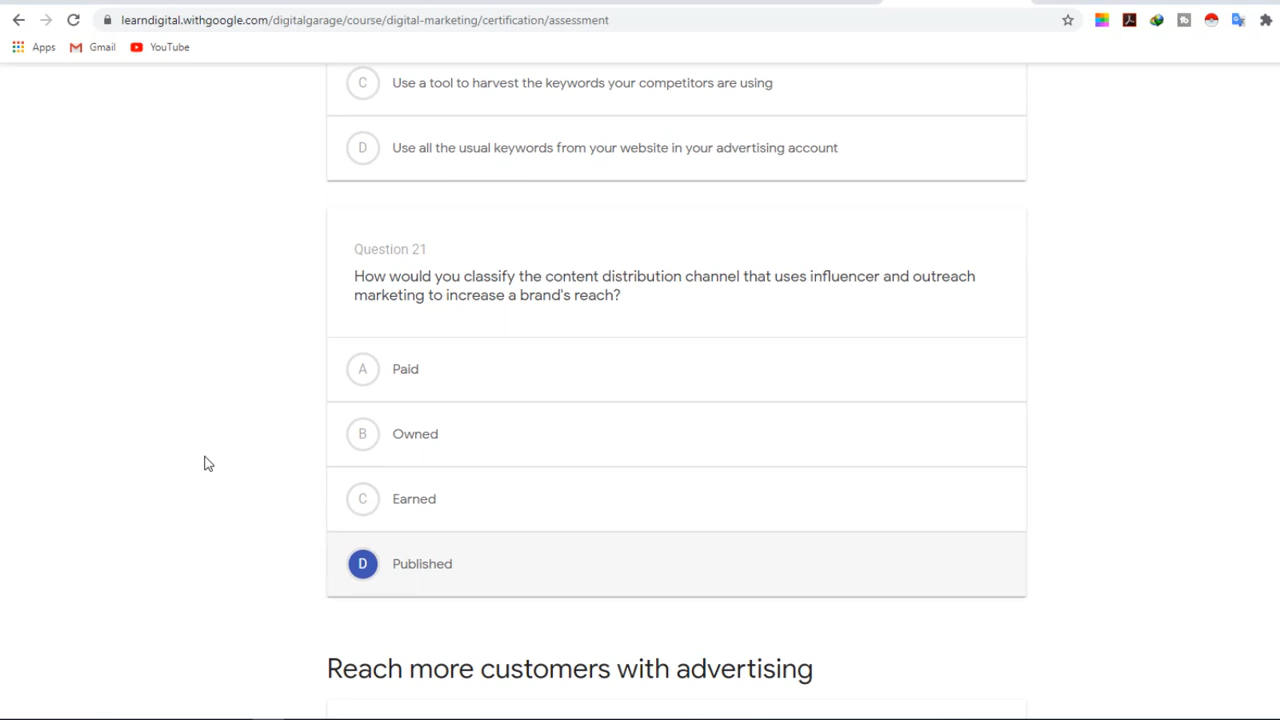 learndigital.withgoogle.com/digitalgarage/course/digital-marketing/certification/assessment
Apps Gmail YouTube
C Use a tool to harvest the keywords your competitors are using
D Use all the usual keywords from your website in your advertising account
Question 21
How would you classify the content distribution channel that uses influencer and outreach
marketing to increase a brand's reach?
A Paid
B Owned
C Earned
D Published
Reach more customers with advertising